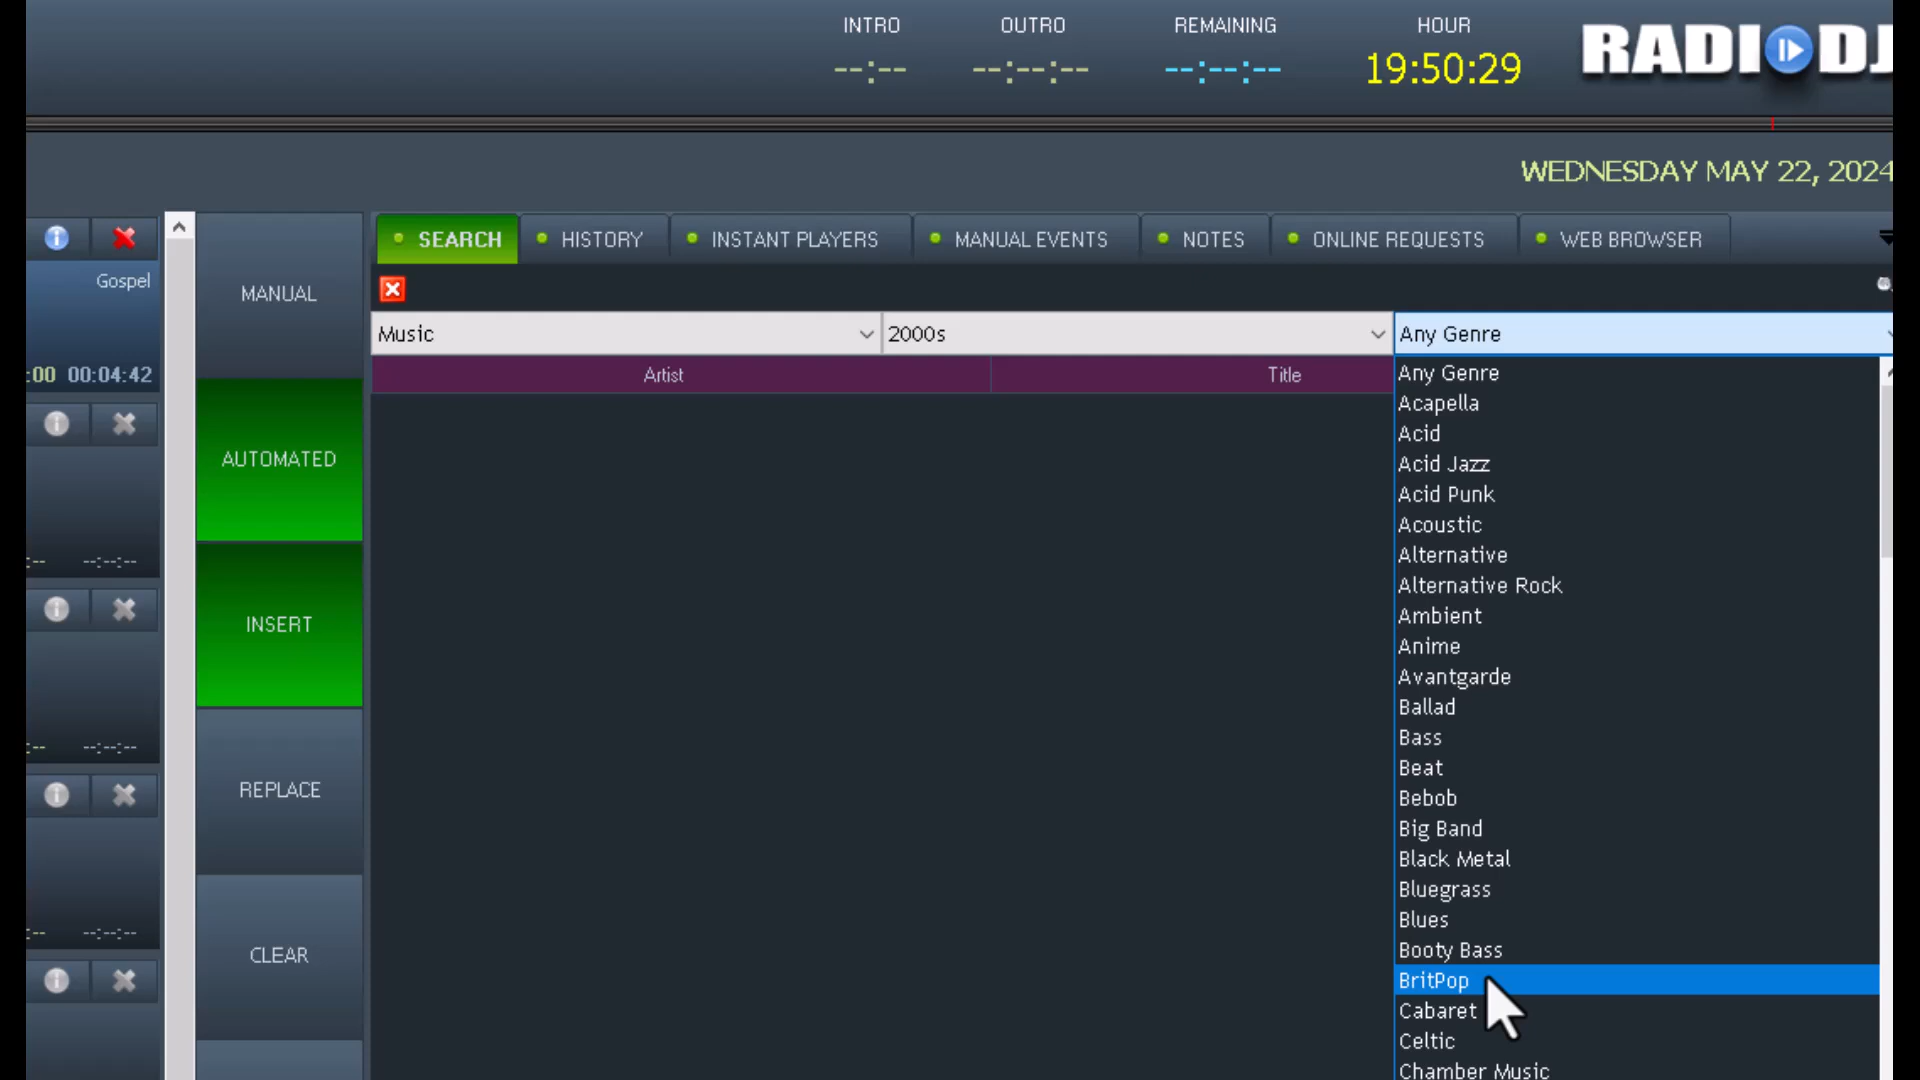 INTRO OUTRO REMAINING HOUR
--:-- --:--:-- --:--:-- 19:50:29
RADIODJ
WEDNESDAY MAY 22, 2024
SEARCH HISTORY INSTANT PLAYERS MANUAL EVENTS NOTES ONLINE REQUESTS WEB BROWSER
Gospel
:00 00:04:42
:-- --:--:--
:-- --:--:--
:-- --:--:--
MANUAL
AUTOMATED
INSERT
REPLACE
CLEAR
Music 2000s Any Genre
Artist Title
Any Genre
Acapella
Acid
Acid Jazz
Acid Punk
Acoustic
Alternative
Alternative Rock
Ambient
Anime
Avantgarde
Ballad
Bass
Beat
Bebob
Big Band
Black Metal
Bluegrass
Blues
Booty Bass
BritPop
Cabaret
Celtic
Chamber Music